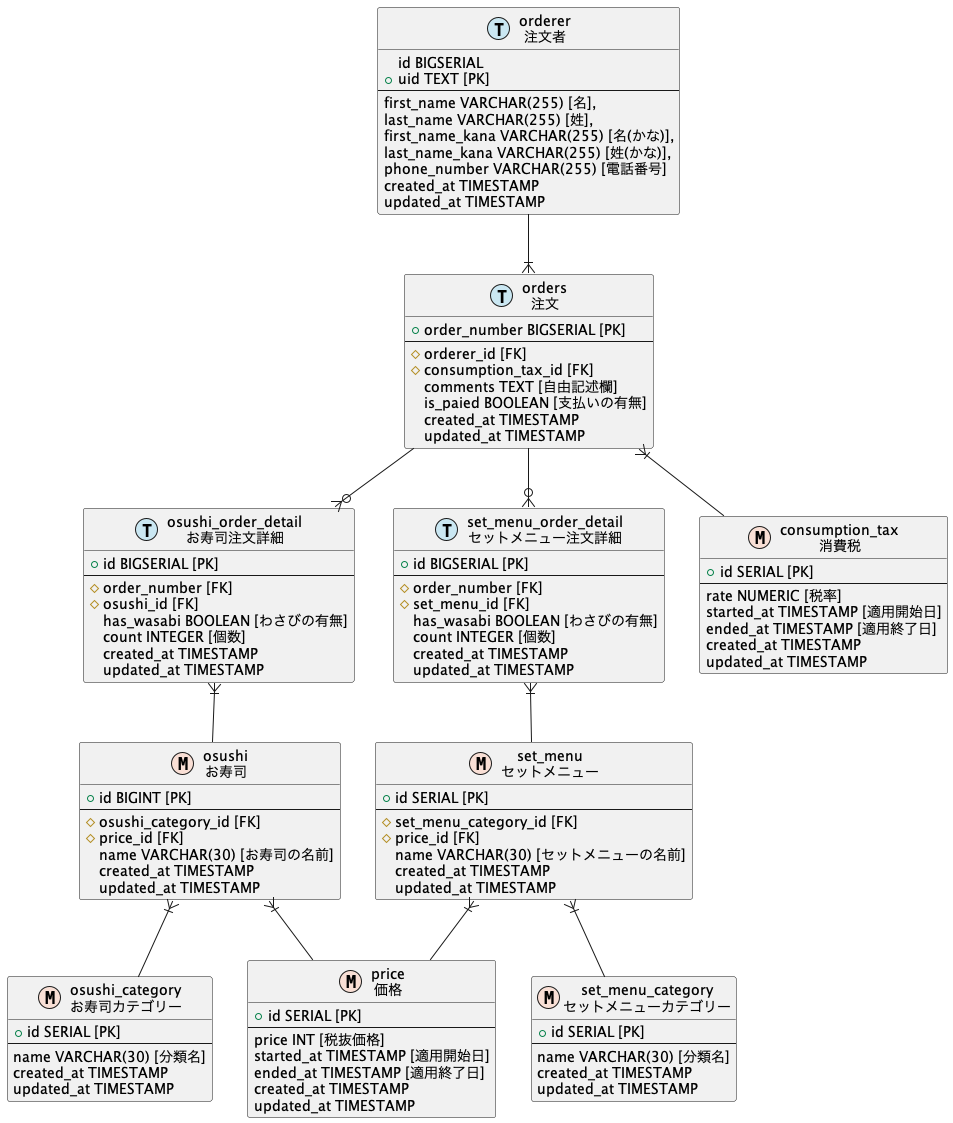 T
orderer
注文者
id BIGSERIAL
uid TEXT [PK]
first_name VARCHAR(255) [名],
last_name VARCHAR(255) [姓],
first_name_kana VARCHAR(255) [名(かな)],
last_name_kana VARCHAR(255) [姓(かな)],
phone_number VARCHAR(255) [電話番号]
created_at TIMESTAMP
updated_at TIMESTAMP
T
orders
注文
order_number BIGSERIAL [PK]
orderer_id [FK]
consumption_tax_id [FK]
comments TEXT [自由記述欄]
is_paied BOOLEAN [支払いの有無]
created_at TIMESTAMP
updated_at TIMESTAMP
T
osushi_order_detail
お寿司注文詳細
id BIGSERIAL [PK]
order_number [FK]
osushi_id [FK]
has_wasabi BOOLEAN [わさびの有無]
count INTEGER [個数]
created_at TIMESTAMP
updated_at TIMESTAMP
T
set_menu_order_detail
セットメニュー注文詳細
id BIGSERIAL [PK]
order_number [FK]
set_menu_id [FK]
has_wasabi BOOLEAN [わさびの有無]
count INTEGER [個数]
created_at TIMESTAMP
updated_at TIMESTAMP
M
consumption_tax
消費税
id SERIAL [PK]
rate NUMERIC [税率]
started_at TIMESTAMP [適用開始日]
ended_at TIMESTAMP [適用終了日]
created_at TIMESTAMP
updated_at TIMESTAMP
M
osushi
お寿司
id BIGINT [PK]
osushi_category_id [FK]
price_id [FK]
name VARCHAR(30) [お寿司の名前]
created_at TIMESTAMP
updated_at TIMESTAMP
M
set_menu
セットメニュー
id SERIAL [PK]
set_menu_category_id [FK]
price_id [FK]
name VARCHAR(30) [セットメニューの名前]
created_at TIMESTAMP
updated_at TIMESTAMP
M
osushi_category
お寿司カテゴリー
id SERIAL [PK]
name VARCHAR(30) [分類名]
created_at TIMESTAMP
updated_at TIMESTAMP
M
price
価格
id SERIAL [PK]
price INT [税抜価格]
started_at TIMESTAMP [適用開始日]
ended_at TIMESTAMP [適用終了日]
created_at TIMESTAMP
updated_at TIMESTAMP
M
set_menu_category
セットメニューカテゴリー
id SERIAL [PK]
name VARCHAR(30) [分類名]
created_at TIMESTAMP
updated_at TIMESTAMP